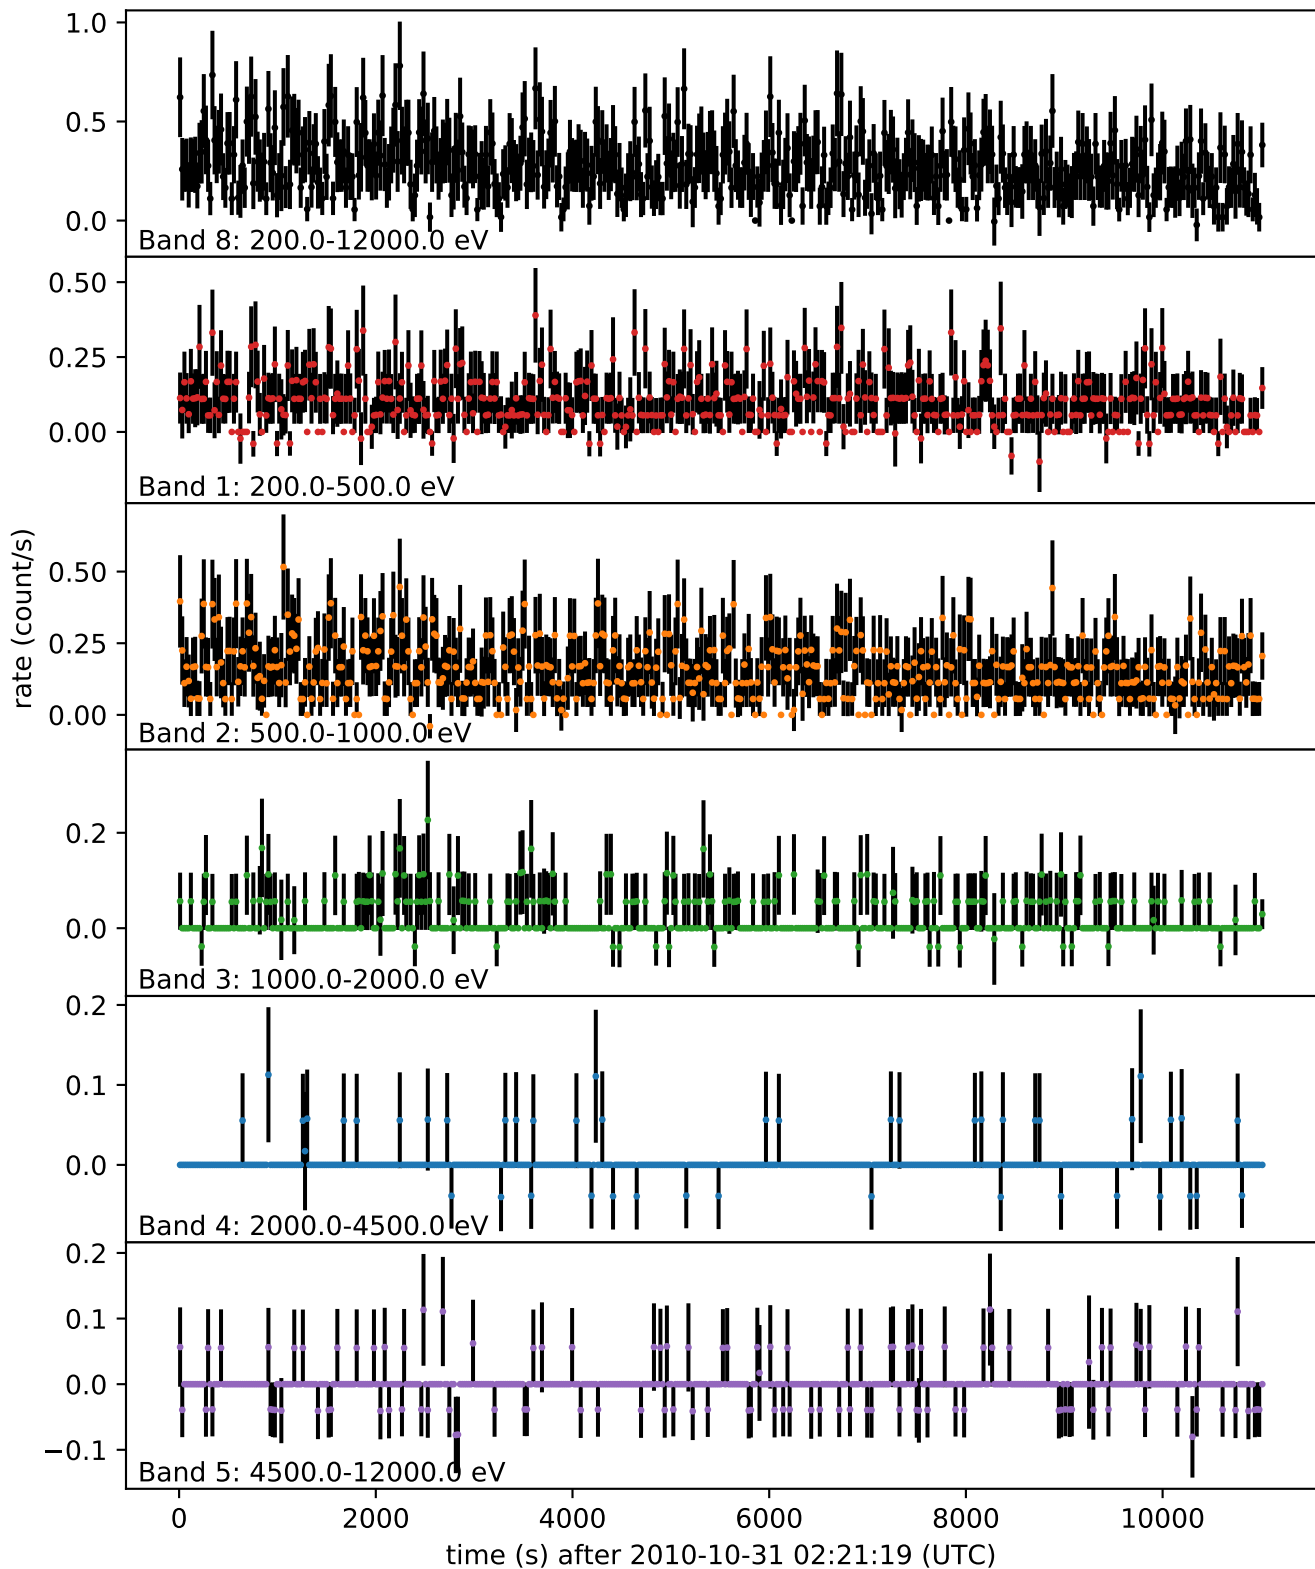 1.0
0.5
0.0
Band 8: 200.0-12000.0 eV
0.50
0.25
0.00
Band 1: 200.0-500.0 eV
rate (count/s)
0.50
0.25
0.00
Band 2: 500.0-1000.0 eV
0.2
0.0
Band 3: 1000.0-2000.0 eV
0.2
0.1
0.0
Band 4: 2000.0-4500.0 eV
0.2
0.1
0.0
−0.1
Band 5: 4500.0-12000.0 eV
0 2000 4000 6000 8000 10000
time (s) after 2010-10-31 02:21:19 (UTC)